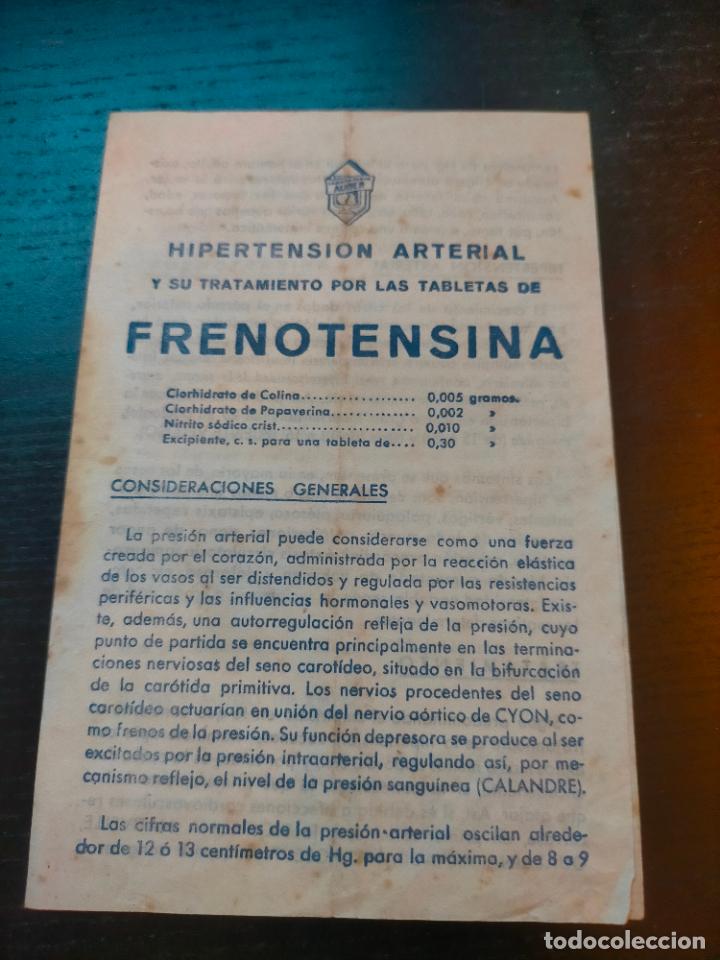 HIPERTENSION ARTERIAL
Y SU TRATAMIENTO POR LAS TABLETAS DE
FRENOTENSINA
Clorhidrato de Colina................... 0,005 gramos.
Clorhidrato de Papaverina.............. 0,002 »
Nitrito sódico crist....................... 0,010 »
Excipiente, c. s. para una tableta de.... 0,30 »
CONSIDERACIONES GENERALES
La presión arterial puede considerarse como una fuerza
creada por el corazón, administrada por la reacción elástica
de los vasos al ser distendidos y regulada por las resistencias
periféricas y las influencias hormonales y vasomotoras. Exis-
te, además, una autorregulación refleja de la presión, cuyo
punto de partida se encuentra principalmente en las termina-
ciones nerviosas del seno carotídeo, situado en la bifurcación
de la carótida primitiva. Los nervios procedentes del seno
carotídeo actuarían en unión del nervio aórtico de CYON, co-
mo frenos de la presión. Su función depresora se produce al ser
excitados por la presión intraarterial, regulando así, por me-
canismo reflejo, el nivel de la presión sanguínea (CALANDRE).
Las cifras normales de la presión arterial oscilan alrede-
dor de 12 ó 13 centímetros de Hg. para la máxima, y de 8 a 9
todocoleccion